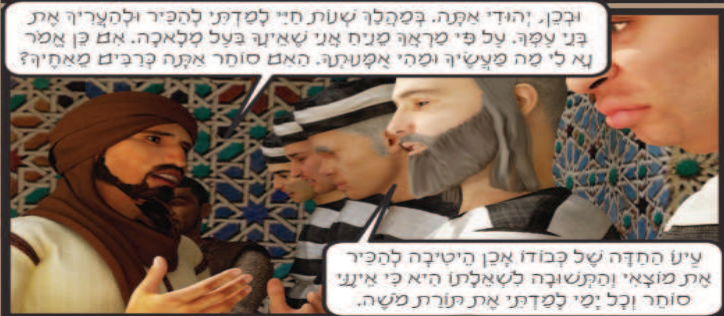 וּבְכֵן, יְהוּדִי אַתָּה. בְּמַהֲלַךְ שְׁנוֹת חַיַּי לָמַדְתִּי לְהַכִּיר וּלְהַעֲרִיךְ אֶת
בְּנֵי עַמְּךָ. עַל פִּי מַרְאֲךָ מֵנִיחַ אֲנִי שֶׁאֵינְךָ בַּעַל מְלָאכָה. אִם כֵּן אֱמֹר
נָא לִי מָה מַּעֲשֶׂיךָ וּמַהִי אֻמָּנוּתְךָ. הַאִם סוֹחֵר אַתָּה כְּרַבִּים מֵאַחֶיךָ?
עֵינוֹ הַחַדָּה שֶׁל כְּבוֹדוֹ אָכֵן הֵיטִיבָה לְהַכִּיר
אֶת מוֹצָאִי וְהַתְּשׁוּבָה לִשְׁאֵלָתוֹ הִיא כִּי אֵינֶנִּי
סוֹחֵר וְכָל יָמַי לָמַדְתִּי אֶת תּוֹרַת מֹשֶׁה.